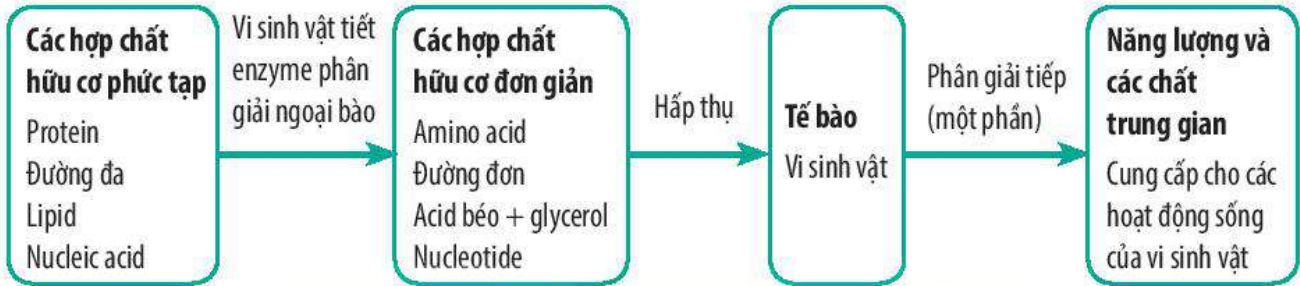 Các hợp chất
hữu cơ phức tạp
Protein
Đường đa
Lipid
Nucleic acid
Vi sinh vật tiết
enzyme phân
giải ngoại bào
Các hợp chất
hữu cơ đơn giản
Amino acid
Đường đơn
Acid béo + glycerol
Nucleotide
Hấp thụ
Tế bào
Vi sinh vật
Phân giải tiếp
(một phần)
Năng lượng và
các chất
trung gian
Cung cấp cho các
hoạt động sống
của vi sinh vật